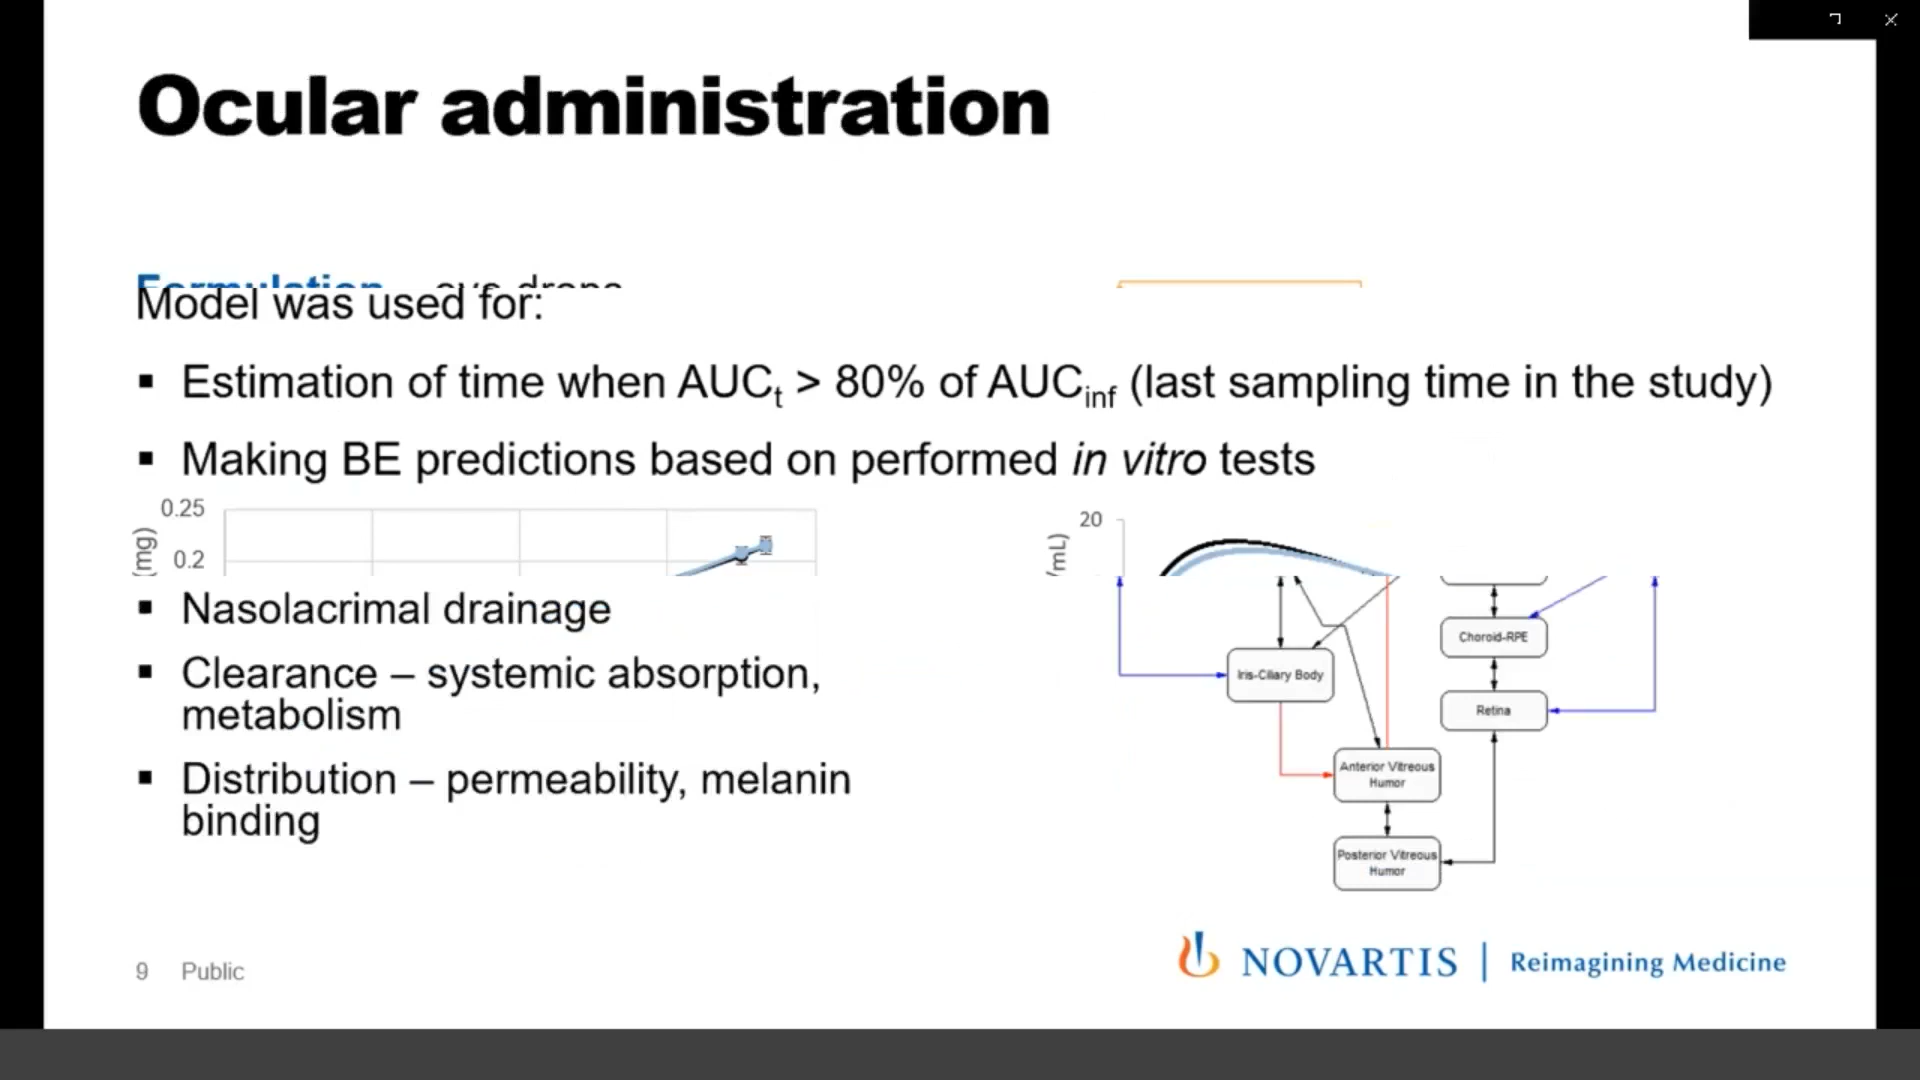 Ocular administration
Formulation – eye drops
Model was used for:
▪ Estimation of time when AUCt > 80% of AUCinf (last sampling time in the study)
▪ Making BE predictions based on performed in vitro tests
0.25
0.2
(mg)
20
/mL)
▪ Nasolacrimal drainage
▪ Clearance – systemic absorption,
metabolism
▪ Distribution – permeability, melanin
binding
Choroid-RPE
Iris-Ciliary Body
Retina
Anterior Vitreous
Humor
Posterior Vitreous
Humor
9 Public
NOVARTIS | Reimagining Medicine